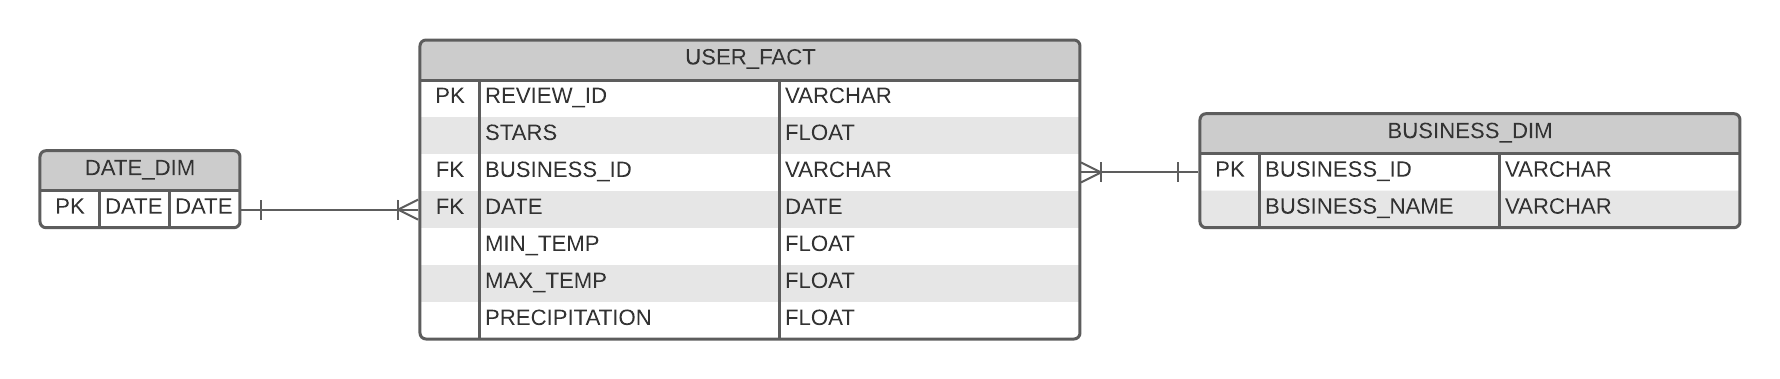 DATE_DIM
PK DATE DATE
USER_FACT
PK REVIEW_ID VARCHAR
STARS FLOAT
FK BUSINESS_ID VARCHAR
FK DATE DATE
MIN_TEMP FLOAT
MAX_TEMP FLOAT
PRECIPITATION FLOAT
BUSINESS_DIM
PK BUSINESS_ID VARCHAR
BUSINESS_NAME VARCHAR